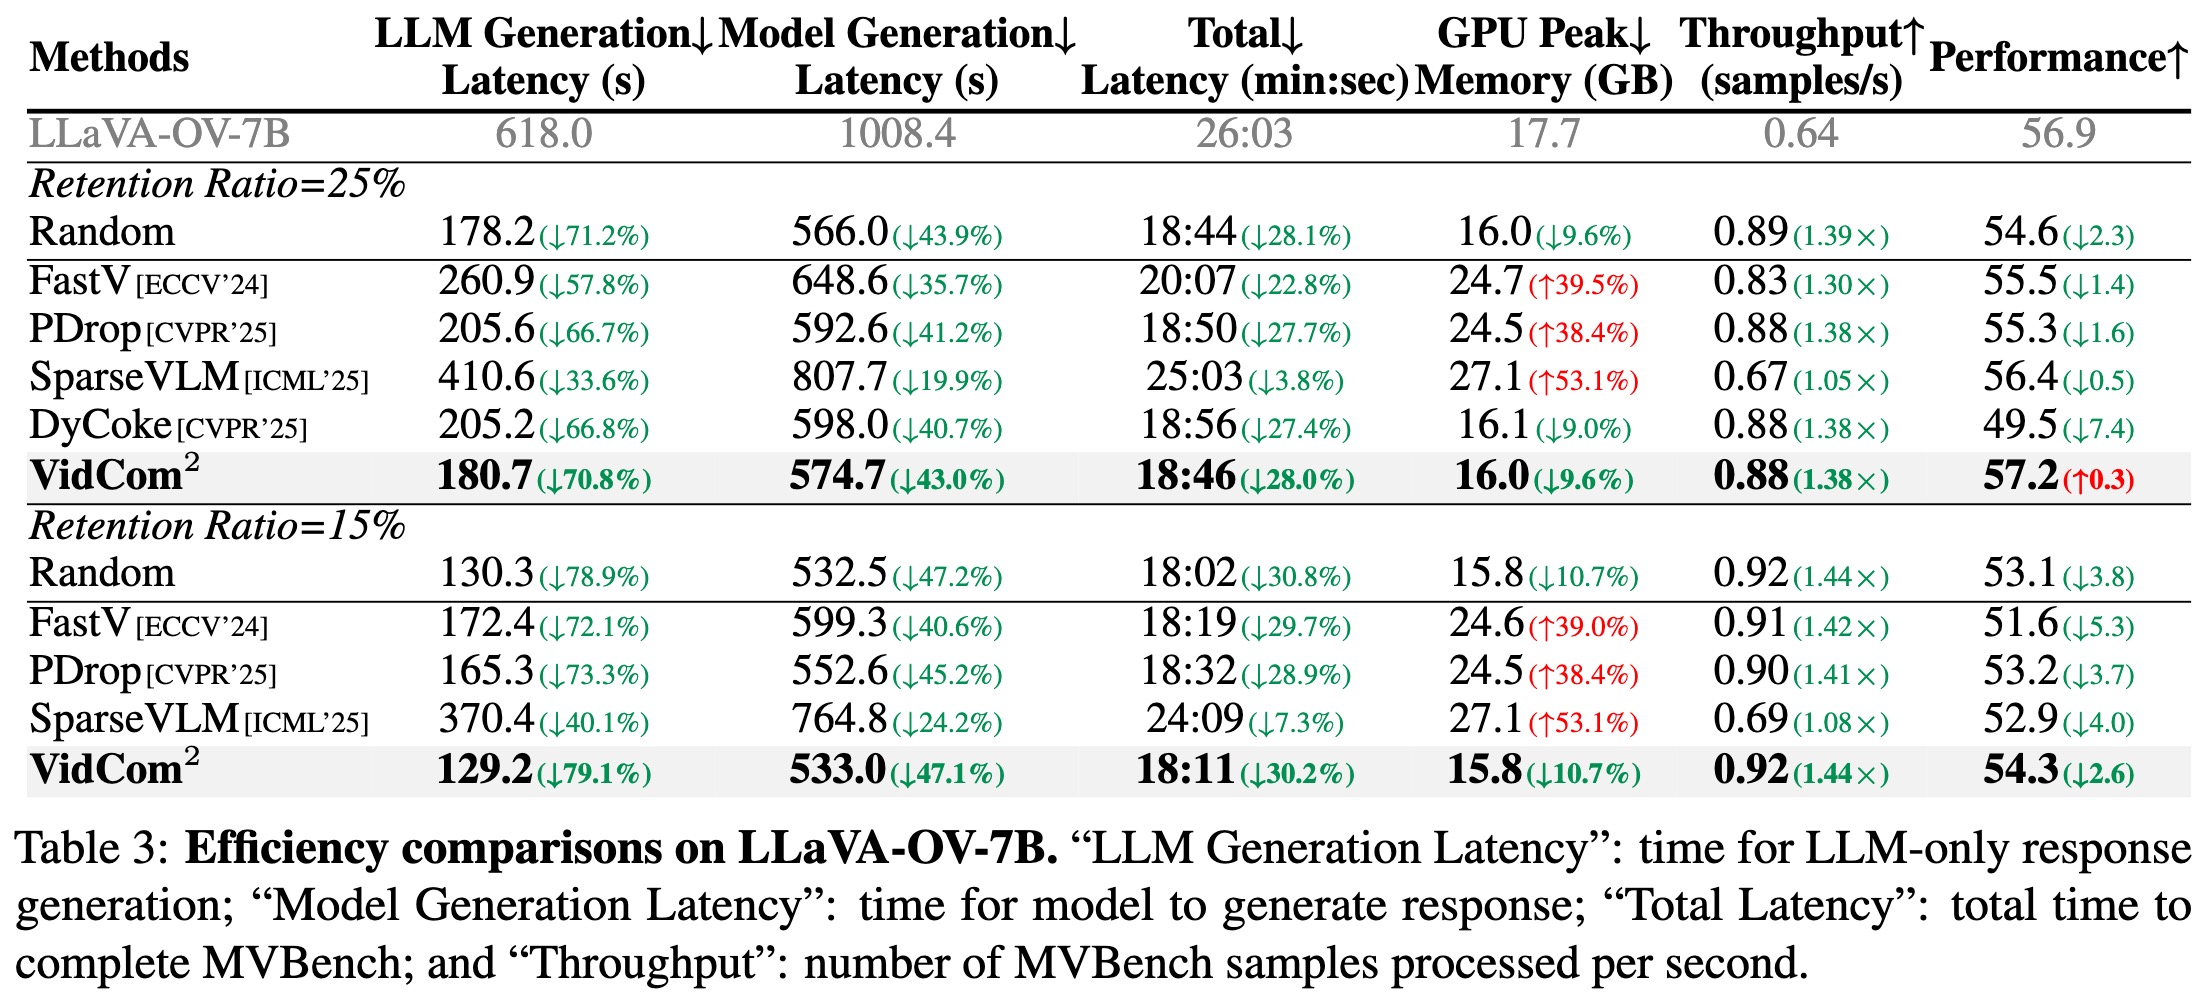 Methods LLM Generation↓ Model Generation↓ Total↓ GPU Peak↓ Throughput↑ Performance↑
Latency (s) Latency (s) Latency (min:sec) Memory (GB) (samples/s)
LLaVA-OV-7B 618.0 1008.4 26:03 17.7 0.64 56.9
Retention Ratio=25%
Random 178.2 (↓71.2%) 566.0 (↓43.9%) 18:44 (↓28.1%) 16.0 (↓9.6%) 0.89 (1.39×) 54.6 (↓2.3)
FastV [ECCV’24] 260.9 (↓57.8%) 648.6 (↓35.7%) 20:07 (↓22.8%) 24.7 (↑39.5%) 0.83 (1.30×) 55.5 (↓1.4)
PDrop [CVPR’25] 205.6 (↓66.7%) 592.6 (↓41.2%) 18:50 (↓27.7%) 24.5 (↑38.4%) 0.88 (1.38×) 55.3 (↓1.6)
SparseVLM [ICML’25] 410.6 (↓33.6%) 807.7 (↓19.9%) 25:03 (↓3.8%) 27.1 (↑53.1%) 0.67 (1.05×) 56.4 (↓0.5)
DyCoke [CVPR’25] 205.2 (↓66.8%) 598.0 (↓40.7%) 18:56 (↓27.4%) 16.1 (↓9.0%) 0.88 (1.38×) 49.5 (↓7.4)
VidCom² 180.7 (↓70.8%) 574.7 (↓43.0%) 18:46 (↓28.0%) 16.0 (↓9.6%) 0.88 (1.38×) 57.2 (↑0.3)
Retention Ratio=15%
Random 130.3 (↓78.9%) 532.5 (↓47.2%) 18:02 (↓30.8%) 15.8 (↓10.7%) 0.92 (1.44×) 53.1 (↓3.8)
FastV [ECCV’24] 172.4 (↓72.1%) 599.3 (↓40.6%) 18:19 (↓29.7%) 24.6 (↑39.0%) 0.91 (1.42×) 51.6 (↓5.3)
PDrop [CVPR’25] 165.3 (↓73.3%) 552.6 (↓45.2%) 18:32 (↓28.9%) 24.5 (↑38.4%) 0.90 (1.41×) 53.2 (↓3.7)
SparseVLM [ICML’25] 370.4 (↓40.1%) 764.8 (↓24.2%) 24:09 (↓7.3%) 27.1 (↑53.1%) 0.69 (1.08×) 52.9 (↓4.0)
VidCom² 129.2 (↓79.1%) 533.0 (↓47.1%) 18:11 (↓30.2%) 15.8 (↓10.7%) 0.92 (1.44×) 54.3 (↓2.6)
Table 3: Efficiency comparisons on LLaVA-OV-7B. “LLM Generation Latency”: time for LLM-only response
generation; “Model Generation Latency”: time for model to generate response; “Total Latency”: total time to
complete MVBench; and “Throughput”: number of MVBench samples processed per second.